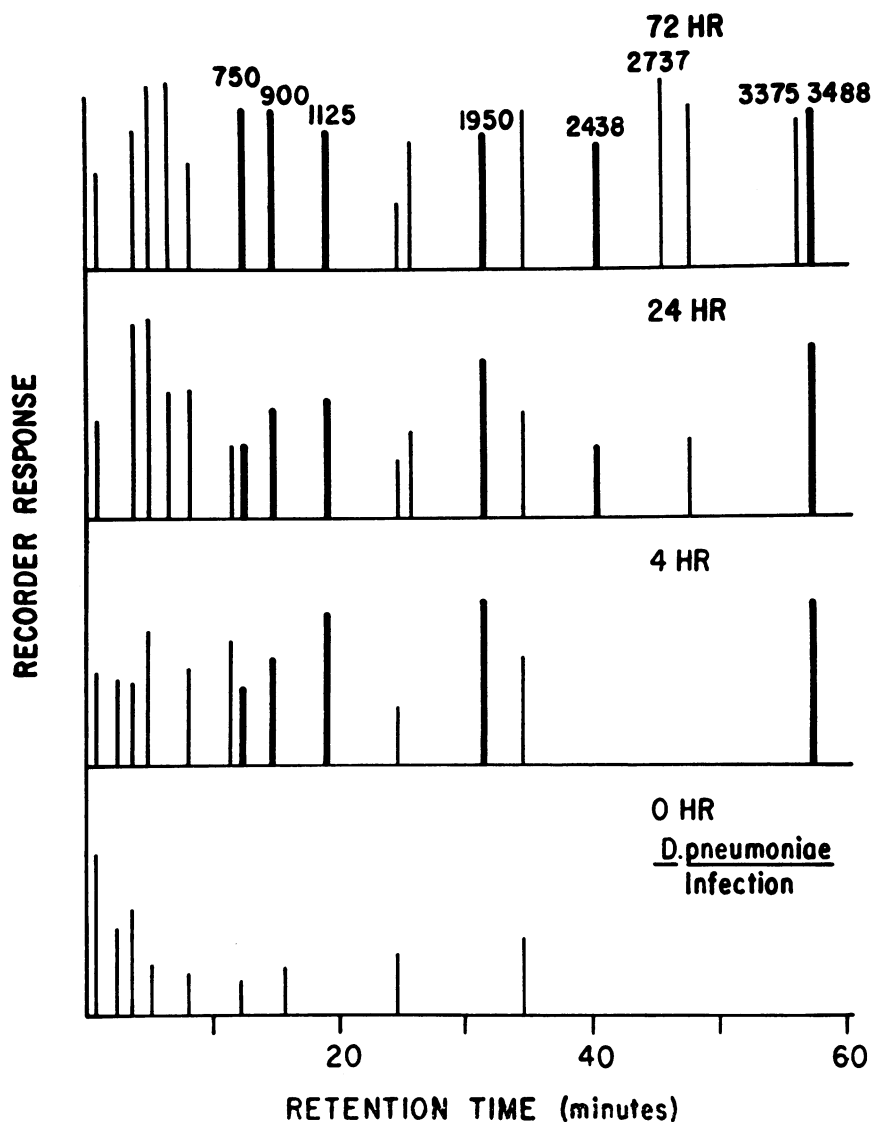 72 HR
2737
750
900
1125
1950
2438
3375 3488
24 HR
4 HR
0 HR
D.pneumoniae
Infection
RECORDER RESPONSE
20
40
60
RETENTION TIME (minutes)